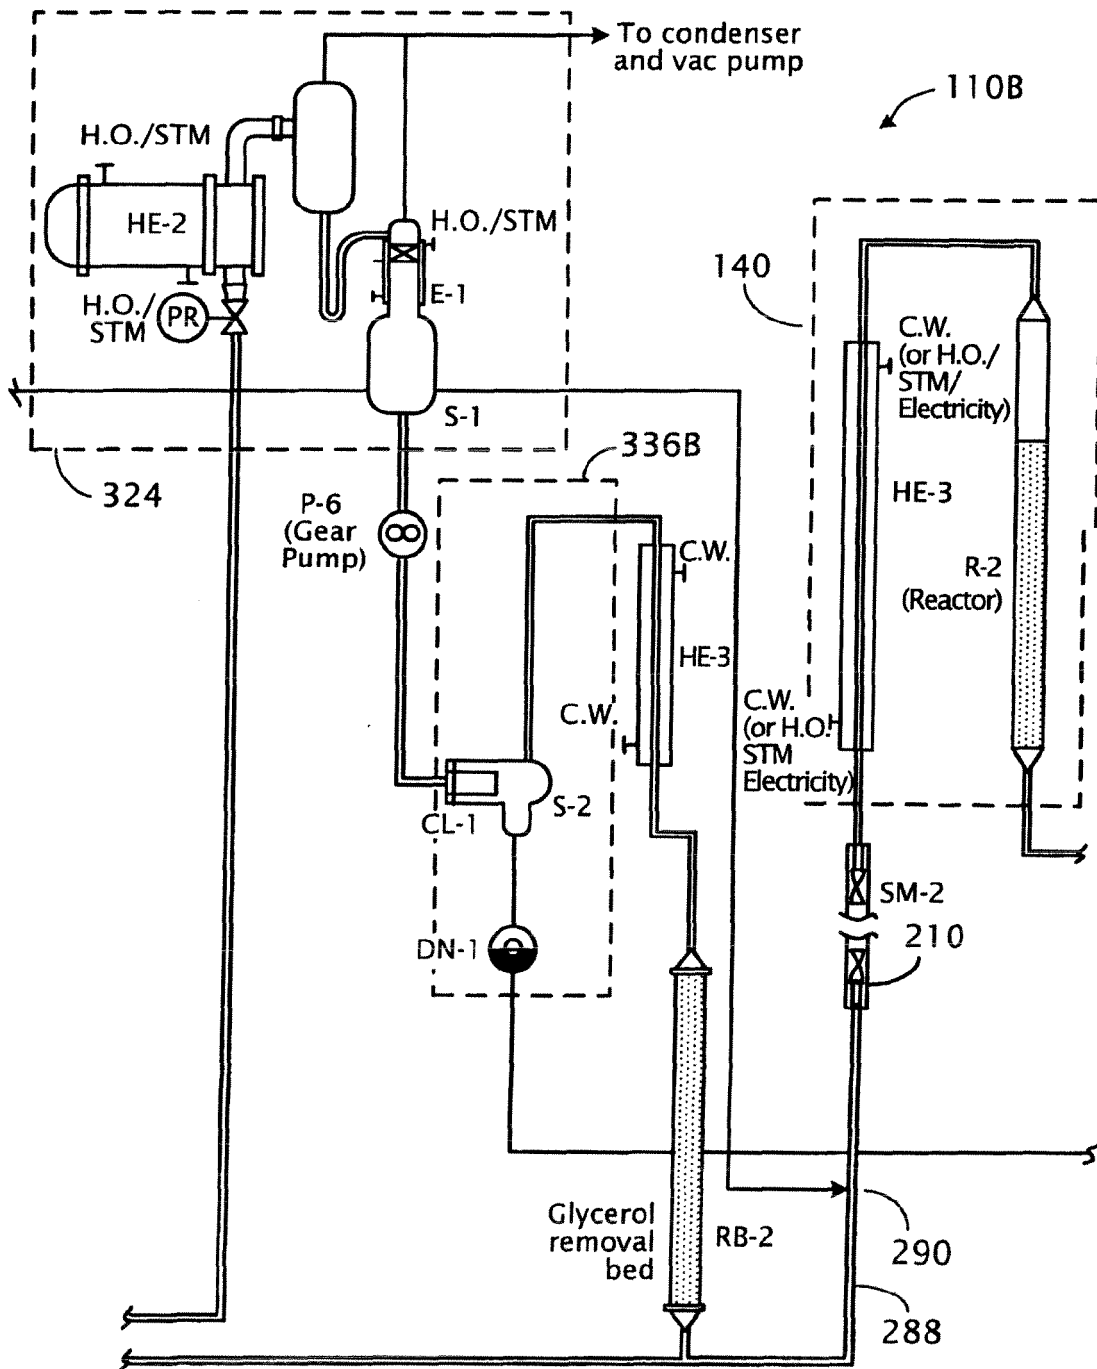 To condenser
and vac pump
110B
H.O./STM
HE-2
H.O./STM
140
E-1
H.O./
STM
PR
C.W.
(or H.O./
STM/
Electricity)
S-1
336B
324
HE-3
P-6
(Gear
Pump)
C.W.
R-2
(Reactor)
HE-3
C.W.
C.W.
(or H.O.
STM
Electricity)
S-2
CL-1
SM-2
210
DN-1
Glycerol
removal
bed
RB-2
290
288